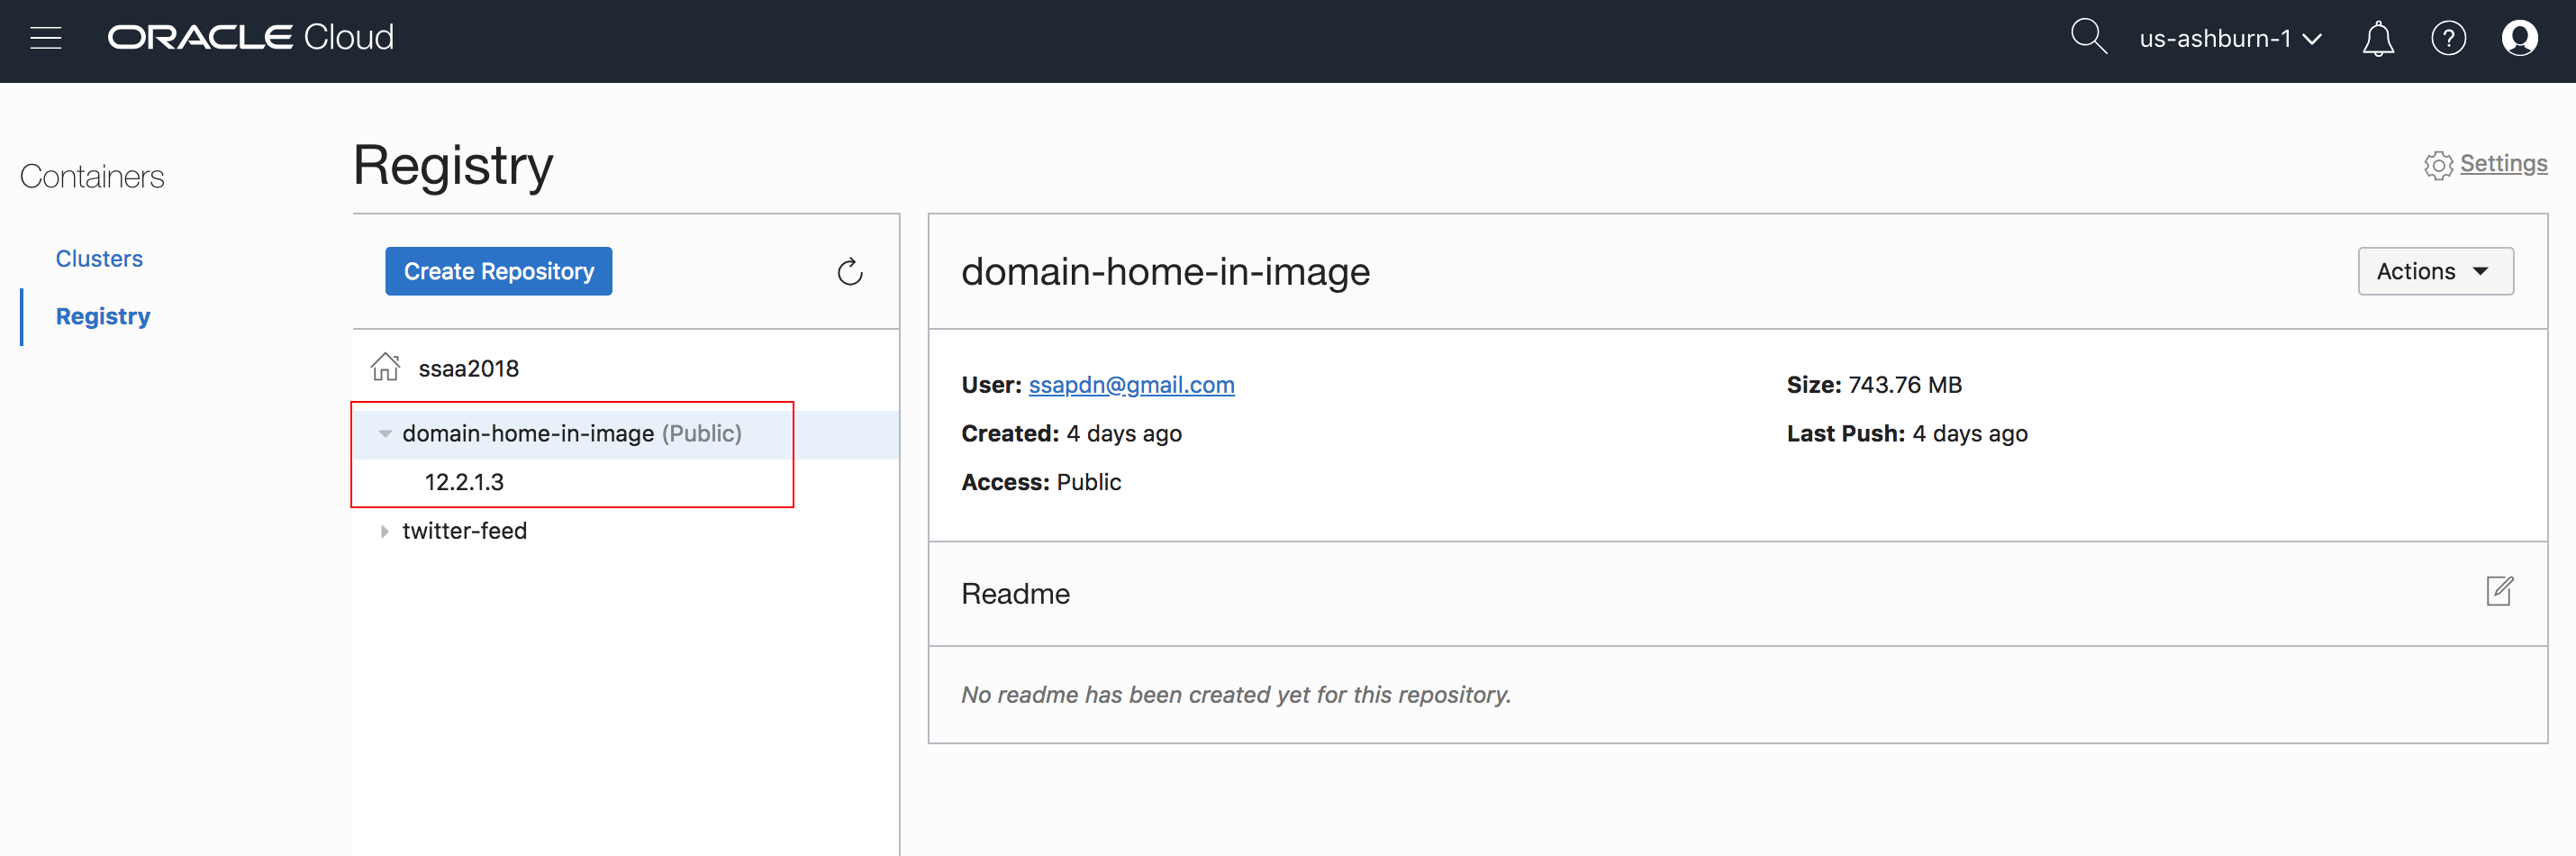 ORACLE Cloud
us-ashburn-1
?
Containers
Clusters
Registry
Registry
Settings
Create Repository
ssaa2018
domain-home-in-image (Public)
12.2.1.3
twitter-feed
domain-home-in-image
Actions
User: ssapdn@gmail.com
Size: 743.76 MB
Created: 4 days ago
Last Push: 4 days ago
Access: Public
Readme
No readme has been created yet for this repository.